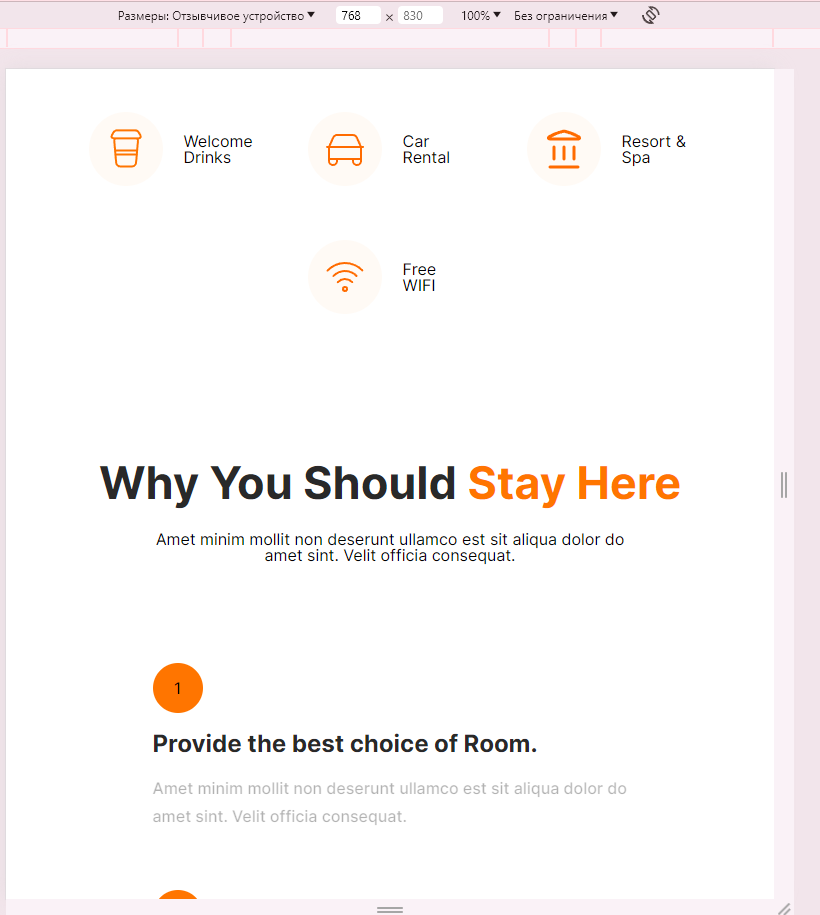 Размеры: Отзывчивое устройство 768 × 830 100% Без ограничения
Welcome
Drinks
Car
Rental
Resort &
Spa
Free
WIFI
Why You Should Stay Here
Amet minim mollit non deserunt ullamco est sit aliqua dolor do
amet sint. Velit officia consequat.
1
Provide the best choice of Room.
Amet minim mollit non deserunt ullamco est sit aliqua dolor do
amet sint. Velit officia consequat.